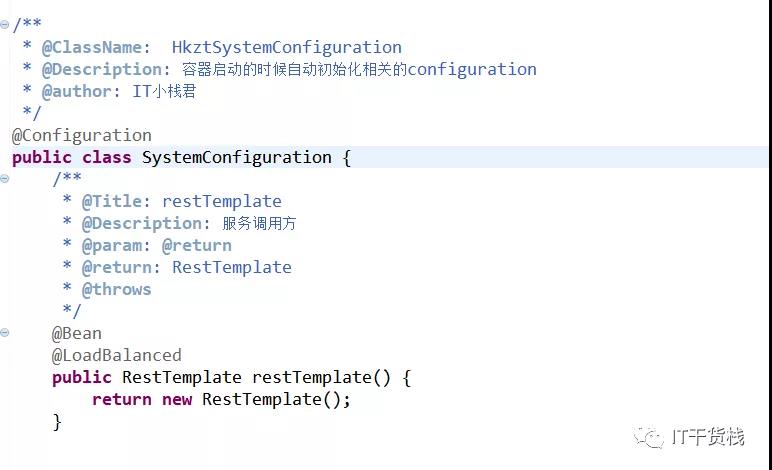 /**
 * @ClassName:  HkztSystemConfiguration
 * @Description: 容器启动的时候自动初始化相关的configuration
 * @author: IT小栈君
 */
@Configuration
public class SystemConfiguration {
    /**
     * @Title: restTemplate
     * @Description: 服务调用方
     * @param: @return
     * @return: RestTemplate
     * @throws
     */
    @Bean
    @LoadBalanced
    public RestTemplate restTemplate() {
        return new RestTemplate();
    }
IT干货栈